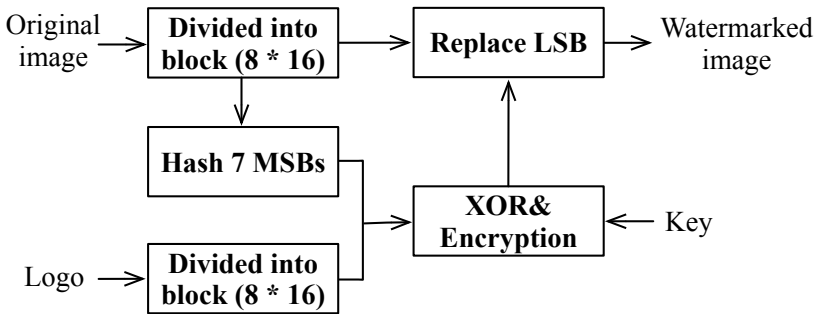 Original
image
Divided into
block (8 * 16)
Replace LSB
Watermarked
image
Hash 7 MSBs
XOR&
Encryption
Key
Logo
Divided into
block (8 * 16)